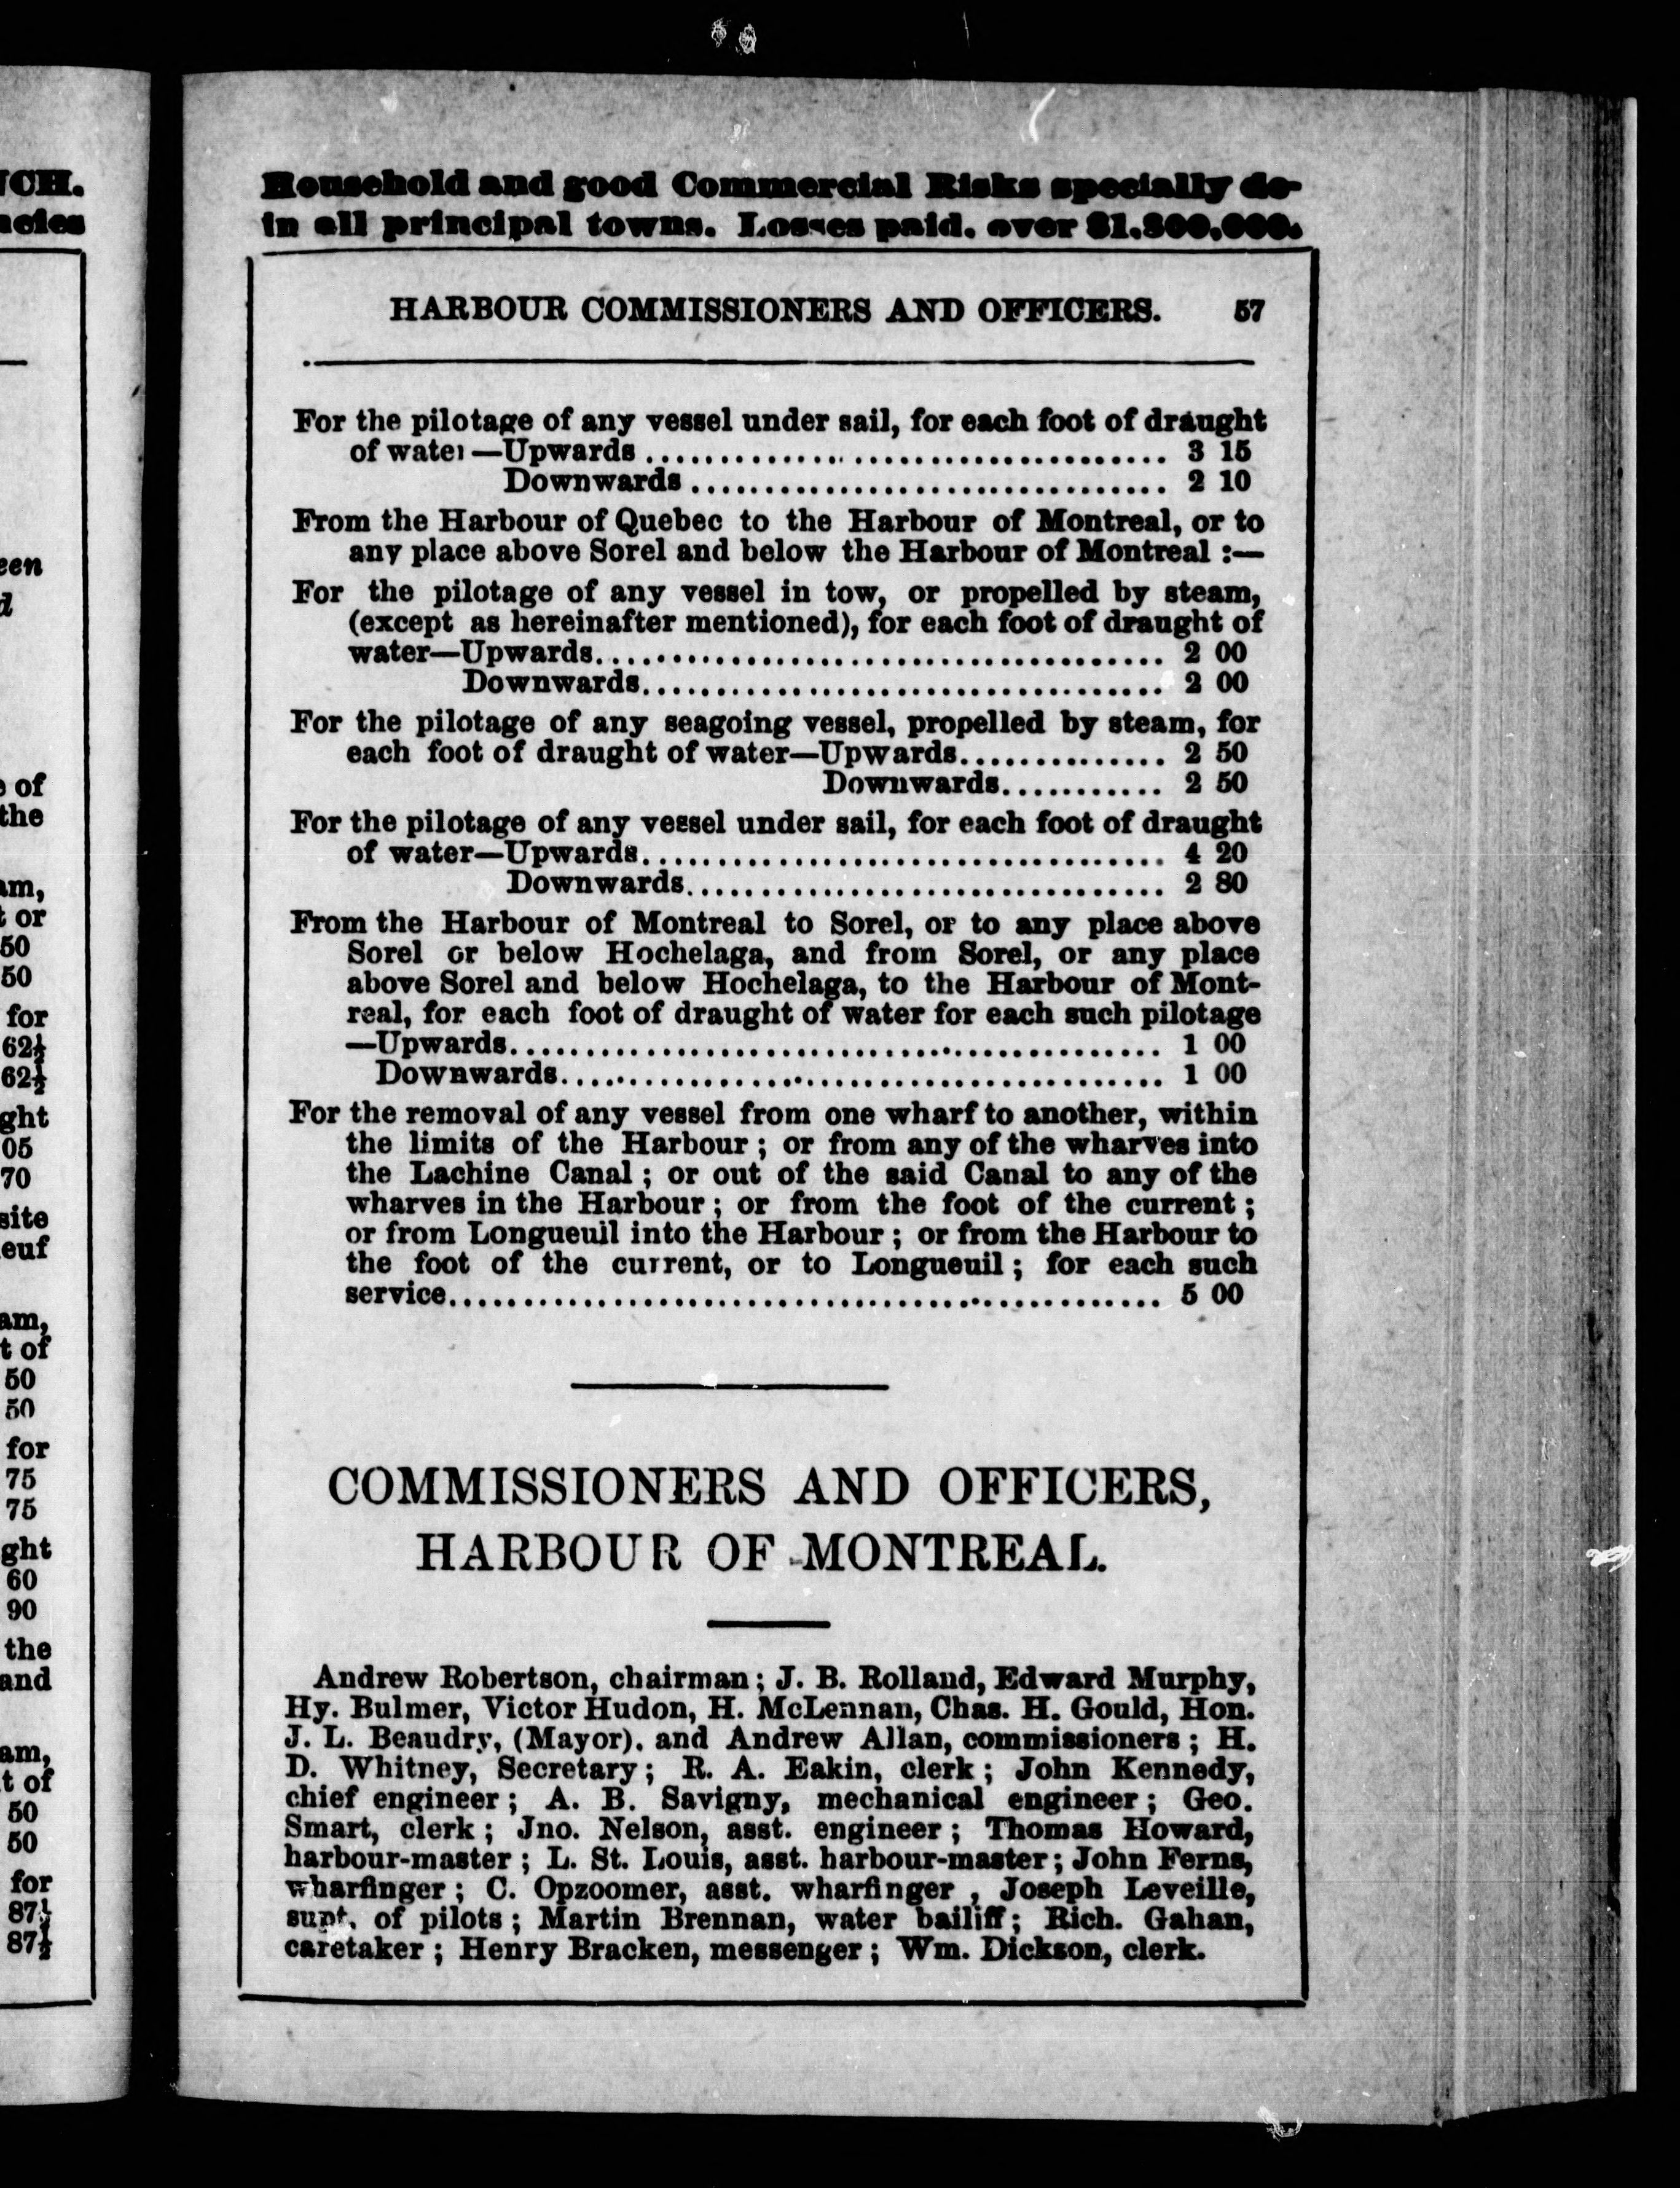 Household and good Commercial Risks specially de-
in all principal towns. Losses paid. over $1,800,000.
HARBOUR COMMISSIONERS AND OFFICERS. 57
For the pilotage of any vessel under sail, for each foot of draught
of water—Upwards ........ 3 15
Downwards ........ 2 10
From the Harbour of Quebec to the Harbour of Montreal, or to
any place above Sorel and below the Harbour of Montreal :—
For the pilotage of any vessel in tow, or propelled by steam,
(except as hereinafter mentioned), for each foot of draught of
water—Upwards........ 2 00
Downwards........ 2 00
For the pilotage of any seagoing vessel, propelled by steam, for
each foot of draught of water—Upwards........ 2 50
Downwards........ 2 50
For the pilotage of any vessel under sail, for each foot of draught
of water—Upwards........ 4 20
Downwards........ 2 80
From the Harbour of Montreal to Sorel, or to any place above
Sorel or below Hochelaga, and from Sorel, or any place
above Sorel and below Hochelaga, to the Harbour of Mont-
real, for each foot of draught of water for each such pilotage
—Upwards........ 1 00
Downwards........ 1 00
For the removal of any vessel from one wharf to another, within
the limits of the Harbour ; or from any of the wharves into
the Lachine Canal ; or out of the said Canal to any of the
wharves in the Harbour ; or from the foot of the current ;
or from Longueuil into the Harbour ; or from the Harbour to
the foot of the current, or to Longueuil ; for each such
service........ 5 00
COMMISSIONERS AND OFFICERS,
HARBOUR OF MONTREAL.
Andrew Robertson, chairman ; J. B. Rolland, Edward Murphy,
Hy. Bulmer, Victor Hudon, H. McLennan, Chas. H. Gould, Hon.
J. L. Beaudry, (Mayor), and Andrew Allan, commissioners ; H.
D. Whitney, Secretary ; R. A. Eakin, clerk ; John Kennedy,
chief engineer ; A. B. Savigny, mechanical engineer ; Geo.
Smart, clerk ; Jno. Nelson, asst. engineer ; Thomas Howard,
harbour-master ; L. St. Louis, asst. harbour-master ; John Ferns,
wharfinger ; C. Opzoomer, asst. wharfinger , Joseph Leveille,
supt. of pilots ; Martin Brennan, water bailiff ; Rich. Gahan,
caretaker ; Henry Bracken, messenger ; Wm. Dickson, clerk.